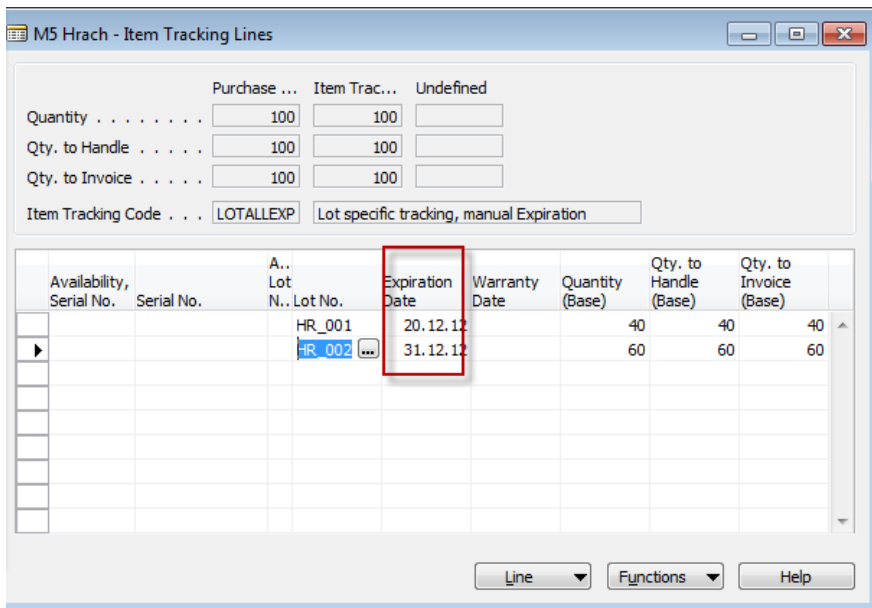 M5 Hrach - Item Tracking Lines
Purchase ... Item Trac... Undefined
Quantity . . . . . . . . 100 100
Qty. to Handle . . . . . 100 100
Qty. to Invoice . . . . . 100 100
Item Tracking Code . . . LOTALLEXP Lot specific tracking, manual Expiration
A.. Qty. to Qty. to
Availability, Lot Expiration Warranty Quantity Handle Invoice
Serial No. Serial No. N.. Lot No. Date Date (Base) (Base) (Base)
HR_001 20.12.12 40 40 40
HR_002 ... 31.12.12 60 60 60
Line Functions Help